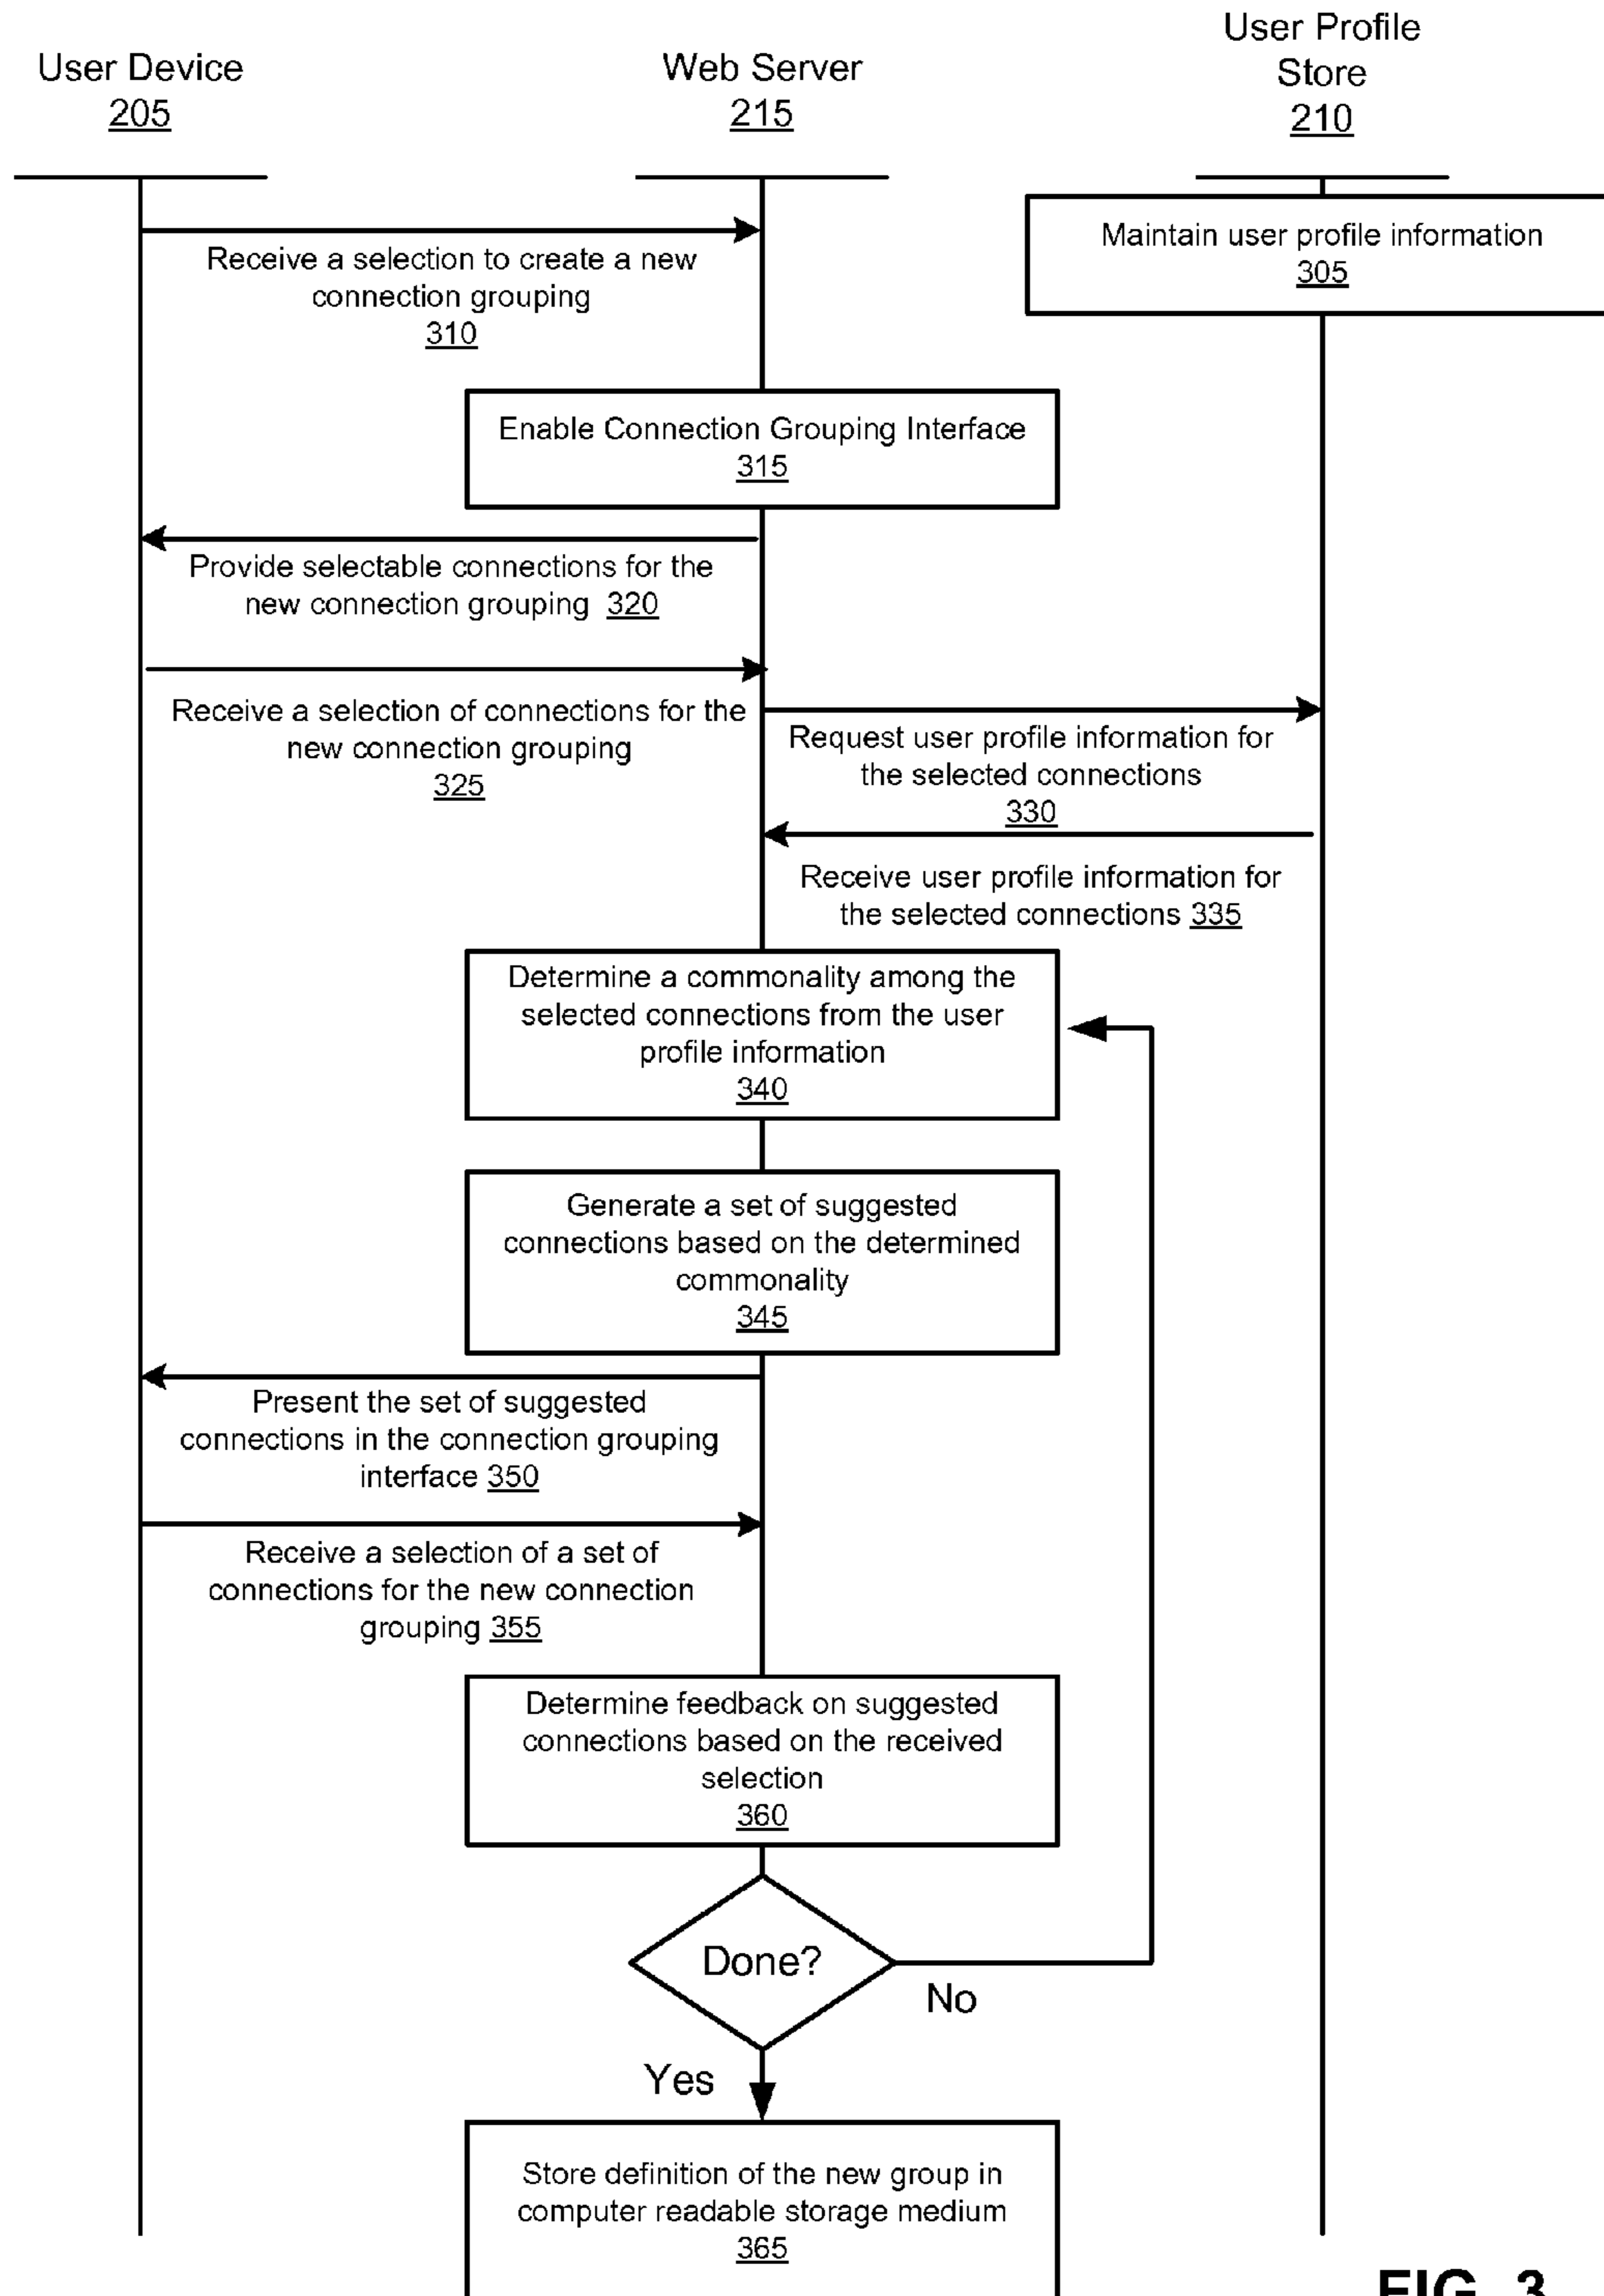 User Device
205
Web Server
215
User Profile
Store
210
Maintain user profile information
305
Receive a selection to create a new
connection grouping
310
Enable Connection Grouping Interface
315
Provide selectable connections for the
new connection grouping 320
Receive a selection of connections for the
new connection grouping
325
Request user profile information for
the selected connections
330
Receive user profile information for
the selected connections 335
Determine a commonality among the
selected connections from the user
profile information
340
Generate a set of suggested
connections based on the determined
commonality
345
Present the set of suggested
connections in the connection grouping
interface 350
Receive a selection of a set of
connections for the new connection
grouping 355
Determine feedback on suggested
connections based on the received
selection
360
Done?
No
Yes
Store definition of the new group in
computer readable storage medium
365
FIG. 3